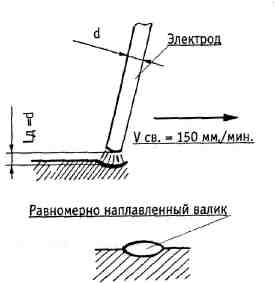 d
Электрод
Lд =d
V св. = 150 мм./мин.
Равномерно наплавленный валик